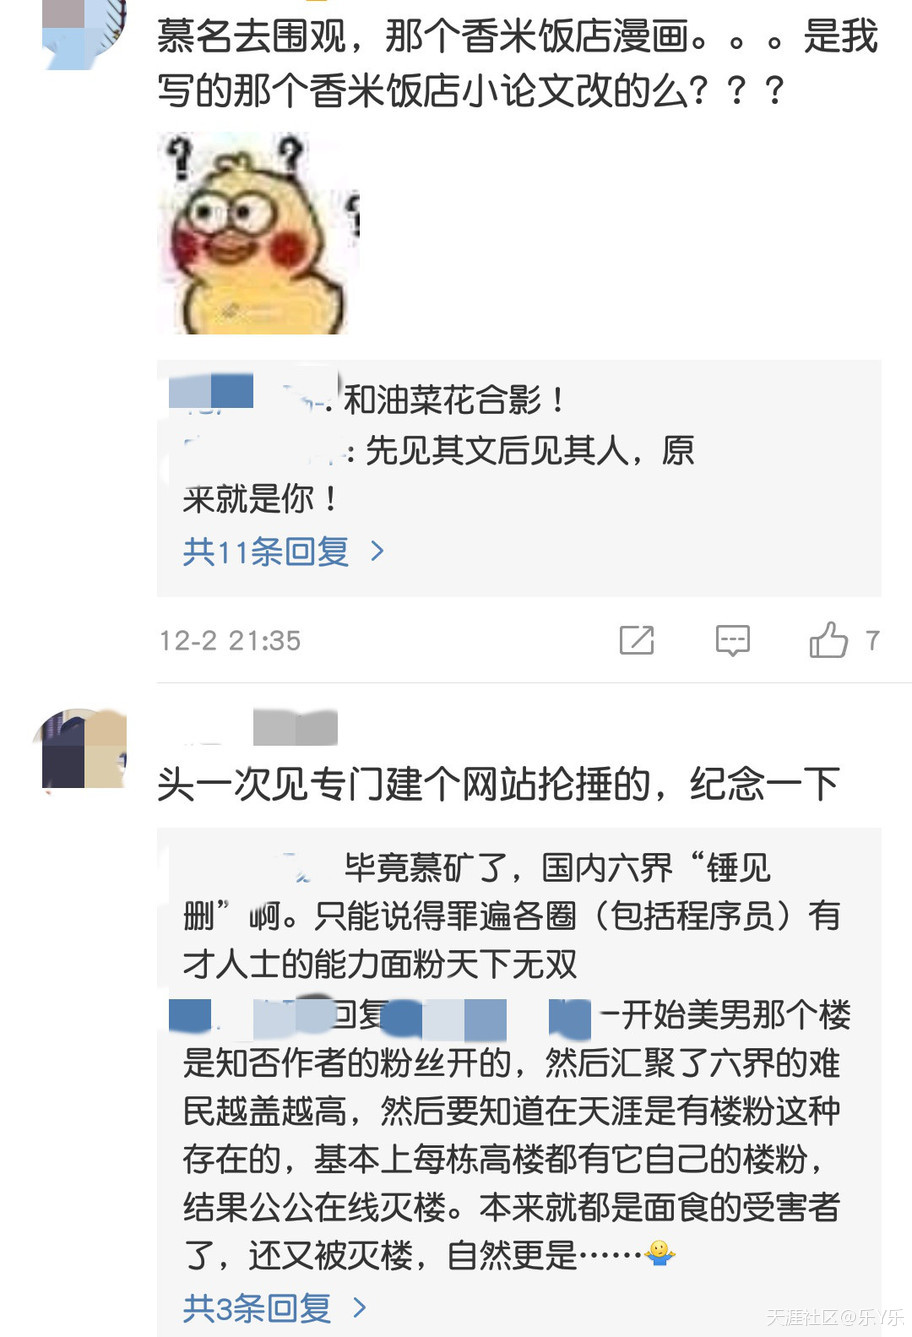 慕名去围观，那个香米饭店漫画。。。是我
写的那个香米饭店小论文改的么？？？
? ? ?
: 和油菜花合影！
: 先见其文后见其人，原
来就是你！
共11条回复 >
12-2 21:35
7
头一次见专门建个网站抡捶的，纪念一下
毕竟慕矿了，国内六界“锤见
删”啊。只能说得罪遍各圈（包括程序员）有
才人士的能力面粉天下无双
回复 一开始美男那个楼
是知否作者的粉丝开的，然后汇聚了六界的难
民越盖越高，然后要知道在天涯是有楼粉这种
存在的，基本上每栋高楼都有它自己的楼粉，
结果公公在线灭楼。本来就都是面食的受害者
了，还又被灭楼，自然更是……🤷
共3条回复 >
天涯社区@乐Y乐